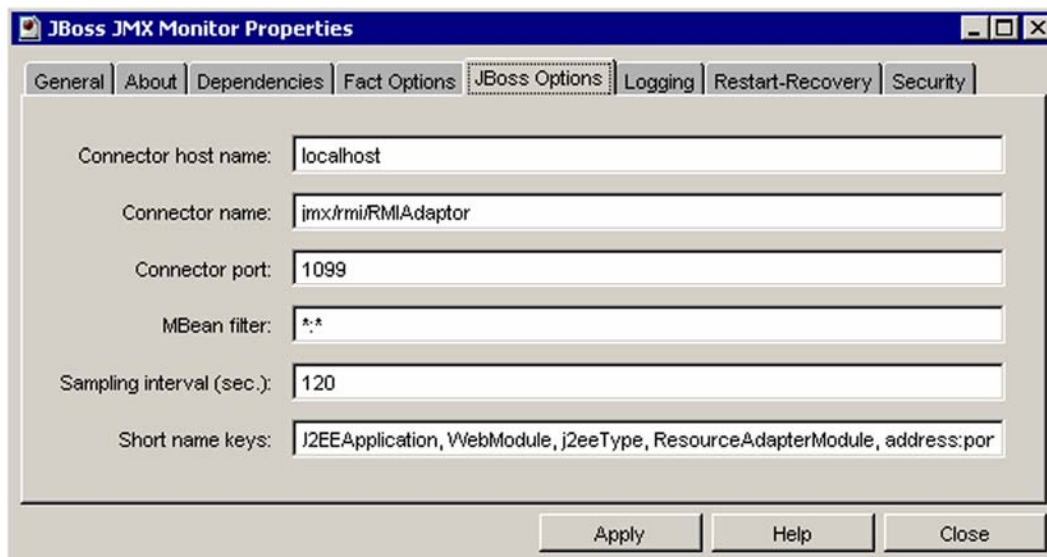 JBoss JMX Monitor Properties
General About Dependencies Fact Options JBoss Options Logging Restart-Recovery Security
Connector host name: localhost
Connector name: jmx/rmi/RMIAdaptor
Connector port: 1099
MBean filter: *:*
Sampling interval (sec.): 120
Short name keys: J2EEApplication, WebModule, j2eeType, ResourceAdapterModule, address:por
Apply Help Close